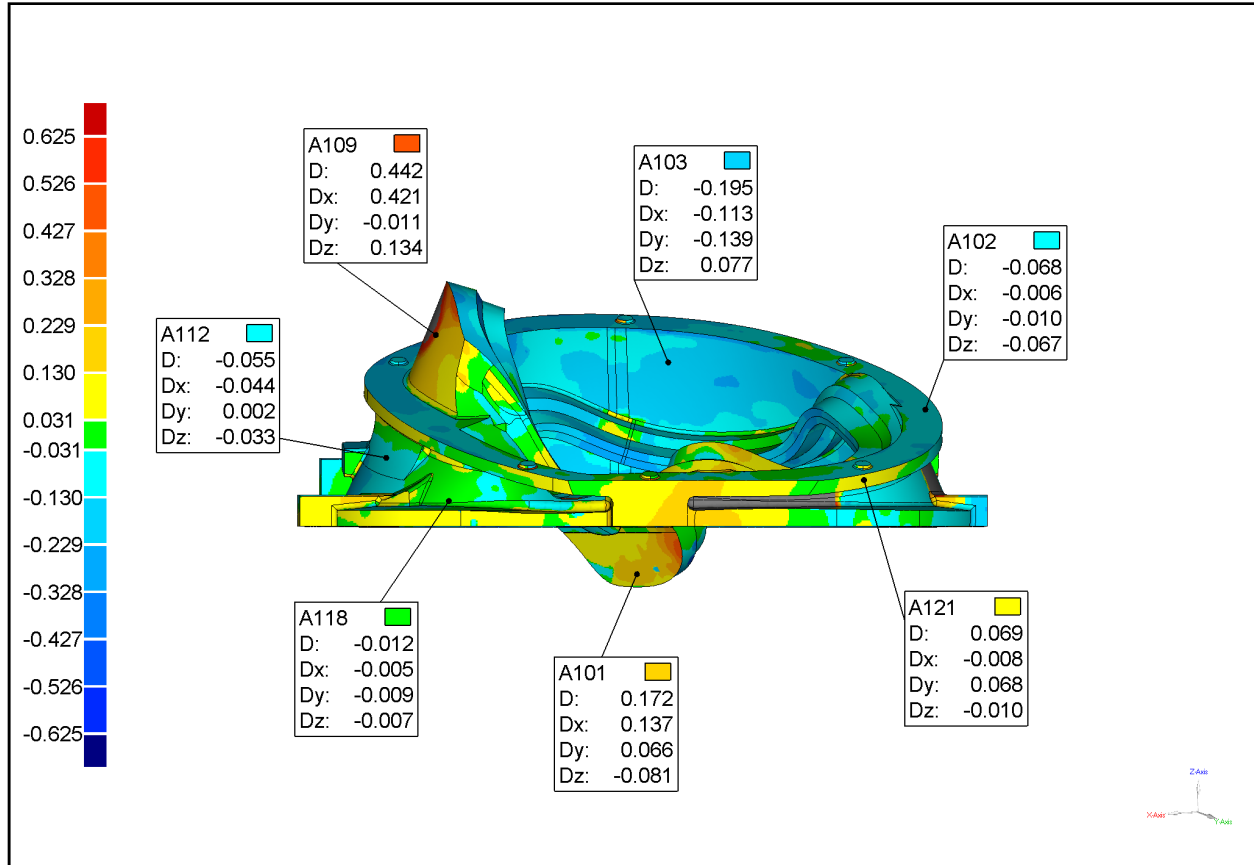 0.625
0.526
0.427
0.328
0.229
0.130
0.031
-0.031
-0.130
-0.229
-0.328
-0.427
-0.526
-0.625
A109
D: 0.442
Dx: 0.421
Dy: -0.011
Dz: 0.134
A103
D: -0.195
Dx: -0.113
Dy: -0.139
Dz: 0.077
A102
D: -0.068
Dx: -0.006
Dy: -0.010
Dz: -0.067
A112
D: -0.055
Dx: -0.044
Dy: 0.002
Dz: -0.033
A118
D: -0.012
Dx: -0.005
Dy: -0.009
Dz: -0.007
A101
D: 0.172
Dx: 0.137
Dy: 0.066
Dz: -0.081
A121
D: 0.069
Dx: -0.008
Dy: 0.068
Dz: -0.010
Z-Axis
X-Axis
Y-Axis